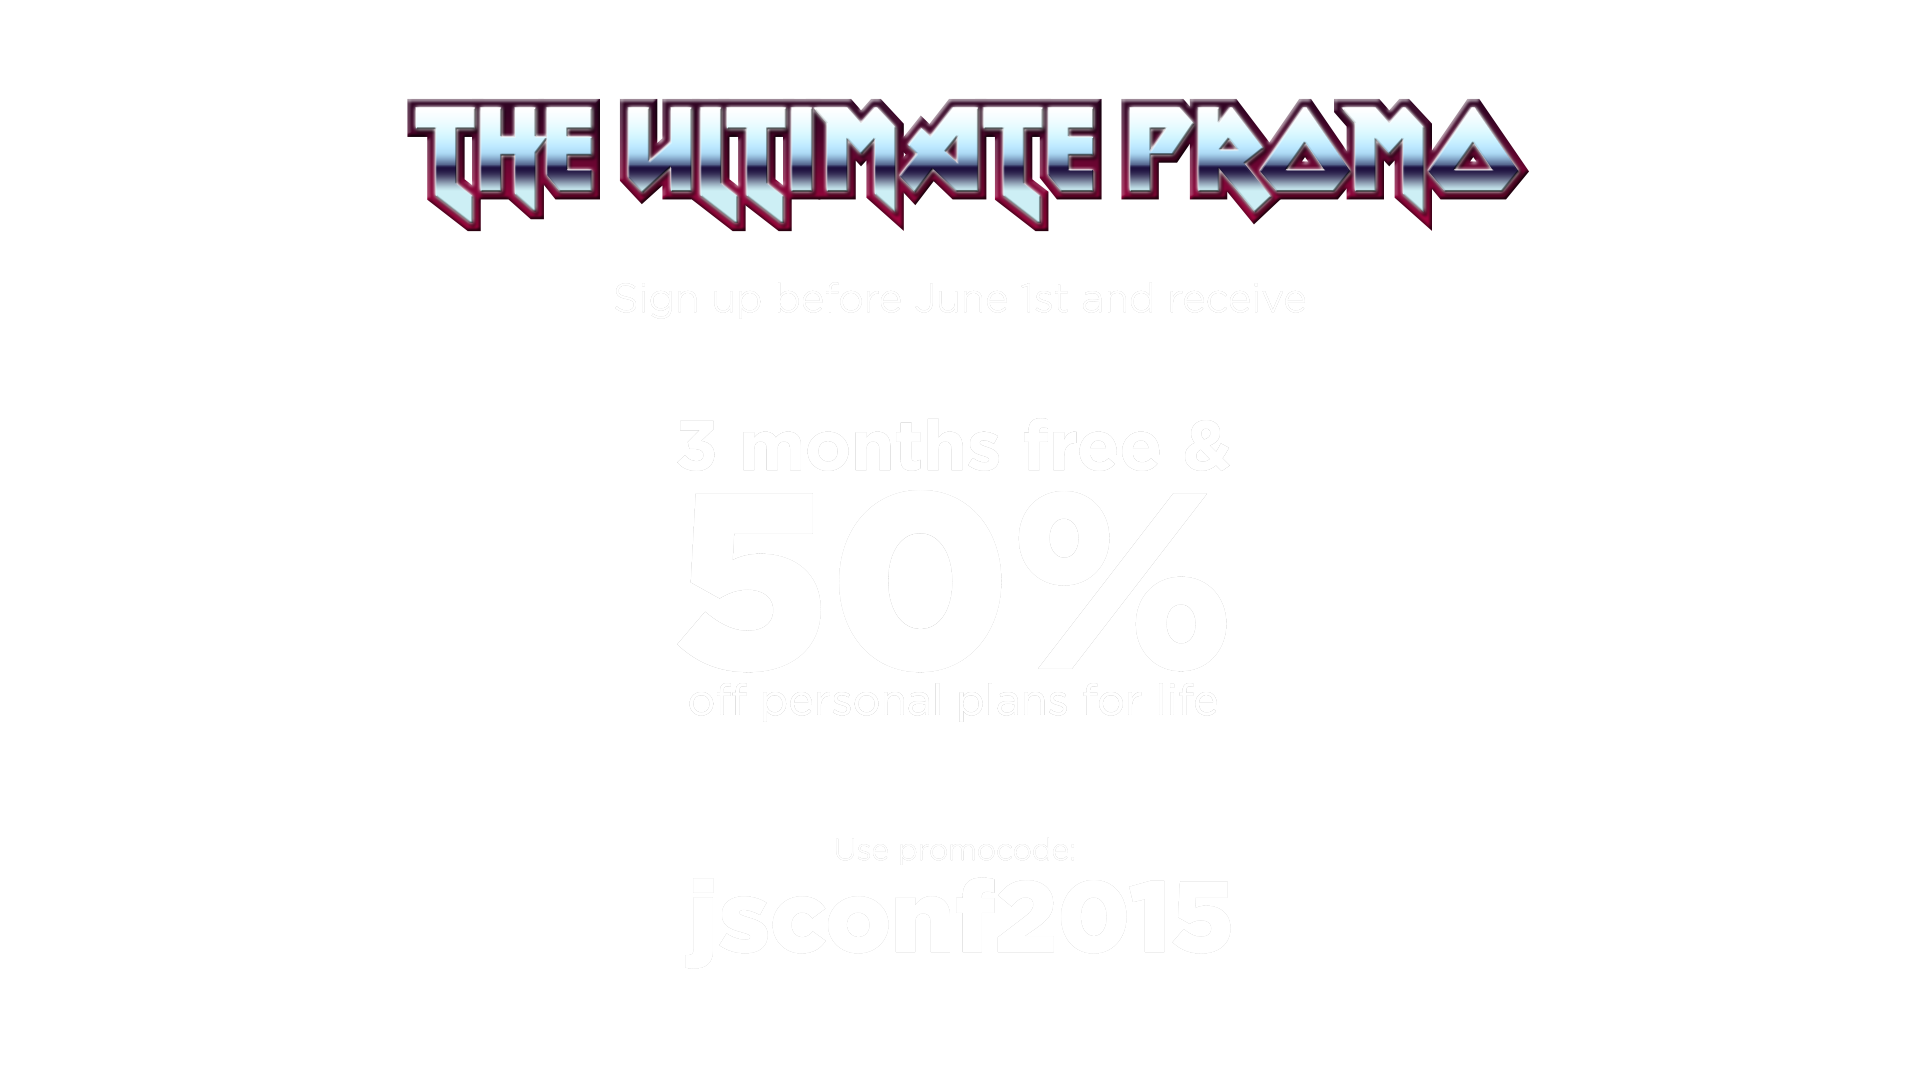 THE ULTIMATE PROMO
Sign up before June 1st and receive
3 months free &
50%
off personal plans for life
Use promocode:
jsconf2015